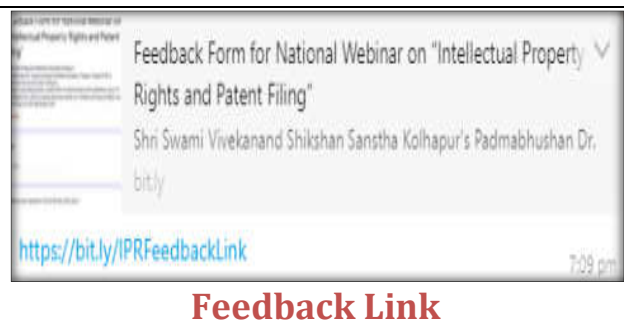 Feedback Form for National Webinar on "Intellectual Property
Rights and Patent Filing"
Shri Swami Vivekanand Shikshan Sanstha Kolhapur's Padmabhushan Dr.
bit.ly
https://bit.ly/IPRFeedbackLink
7:09 pm
Feedback Link